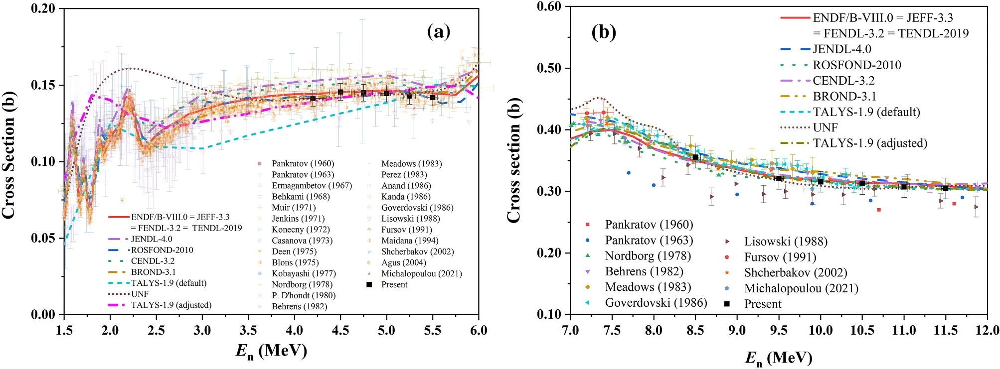 (a)
Cross Section (b)
0.20
0.15
0.10
0.05
0.00
ENDF/B-VIII.0 = JEFF-3.3
= FENDL-3.2 = TENDL-2019
JENDL-4.0
ROSFOND-2010
CENDL-3.2
BROND-3.1
TALYS-1.9 (default)
UNF
TALYS-1.9 (adjusted)
Pankratov (1960)
Pankratov (1963)
Ermagambetov (1967)
Behkami (1968)
Muir (1971)
Jenkins (1971)
Konecny (1972)
Casanova (1973)
Deen (1975)
Blons (1975)
Kobayashi (1977)
Nordborg (1978)
P. D'hondt (1980)
Behrens (1982)
Meadows (1983)
Perez (1983)
Anand (1986)
Kanda (1986)
Goverdovski (1986)
Lisowski (1988)
Fursov (1991)
Maidana (1994)
Shcherbakov (2002)
Agus (2004)
Michalopoulou (2021)
Present
1.5 2.0 2.5 3.0 3.5 4.0 4.5 5.0 5.5 6.0
En (MeV)
(b)
Cross section (b)
0.60
0.50
0.40
0.30
0.20
0.10
ENDF/B-VIII.0 = JEFF-3.3
= FENDL-3.2 = TENDL-2019
JENDL-4.0
ROSFOND-2010
CENDL-3.2
BROND-3.1
TALYS-1.9 (default)
UNF
TALYS-1.9 (adjusted)
Pankratov (1960)
Pankratov (1963)
Nordborg (1978)
Behrens (1982)
Meadows (1983)
Goverdovski (1986)
Lisowski (1988)
Fursov (1991)
Shcherbakov (2002)
Michalopoulou (2021)
Present
7.0 7.5 8.0 8.5 9.0 9.5 10.0 10.5 11.0 11.5 12.0
En (MeV)